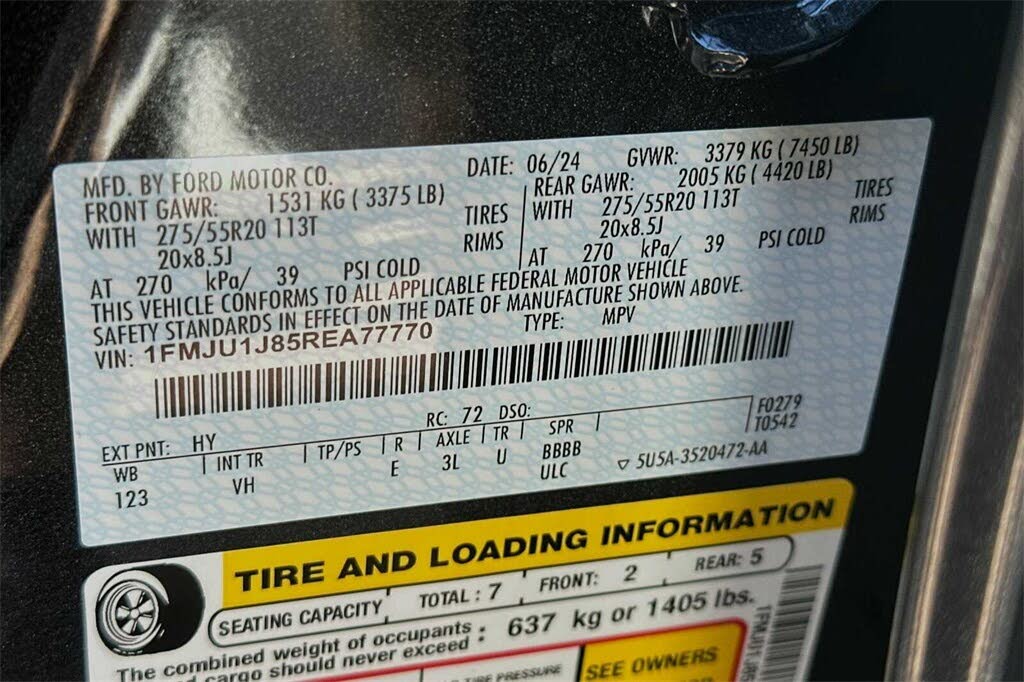 MFD. BY FORD MOTOR CO. DATE: 06/24 GVWR: 3379 KG ( 7450 LB)
FRONT GAWR: 1531 KG ( 3375 LB) REAR GAWR: 2005 KG ( 4420 LB)
WITH 275/55R20 113T TIRES WITH 275/55R20 113T TIRES
20x8.5J RIMS 20x8.5J RIMS
AT 270 kPa/ 39 PSI COLD AT 270 kPa/ 39 PSI COLD
THIS VEHICLE CONFORMS TO ALL APPLICABLE FEDERAL MOTOR VEHICLE
SAFETY STANDARDS IN EFFECT ON THE DATE OF MANUFACTURE SHOWN ABOVE.
VIN: 1FMJU1J85REA77770 TYPE: MPV
F0279
EXT PNT: HY RC: 72 DSO: T0542
WB INT TR TP/PS R AXLE TR SPR
123 VH E 3L U BBBB
ULC ▽ 5U5A-3520472-AA
TIRE AND LOADING INFORMATION
SEATING CAPACITY TOTAL : 7 FRONT: 2 REAR: 5
The combined weight of occupants : 637 kg or 1405 lbs.
and cargo should never exceed
TIRE PRESSURE SEE OWNERS